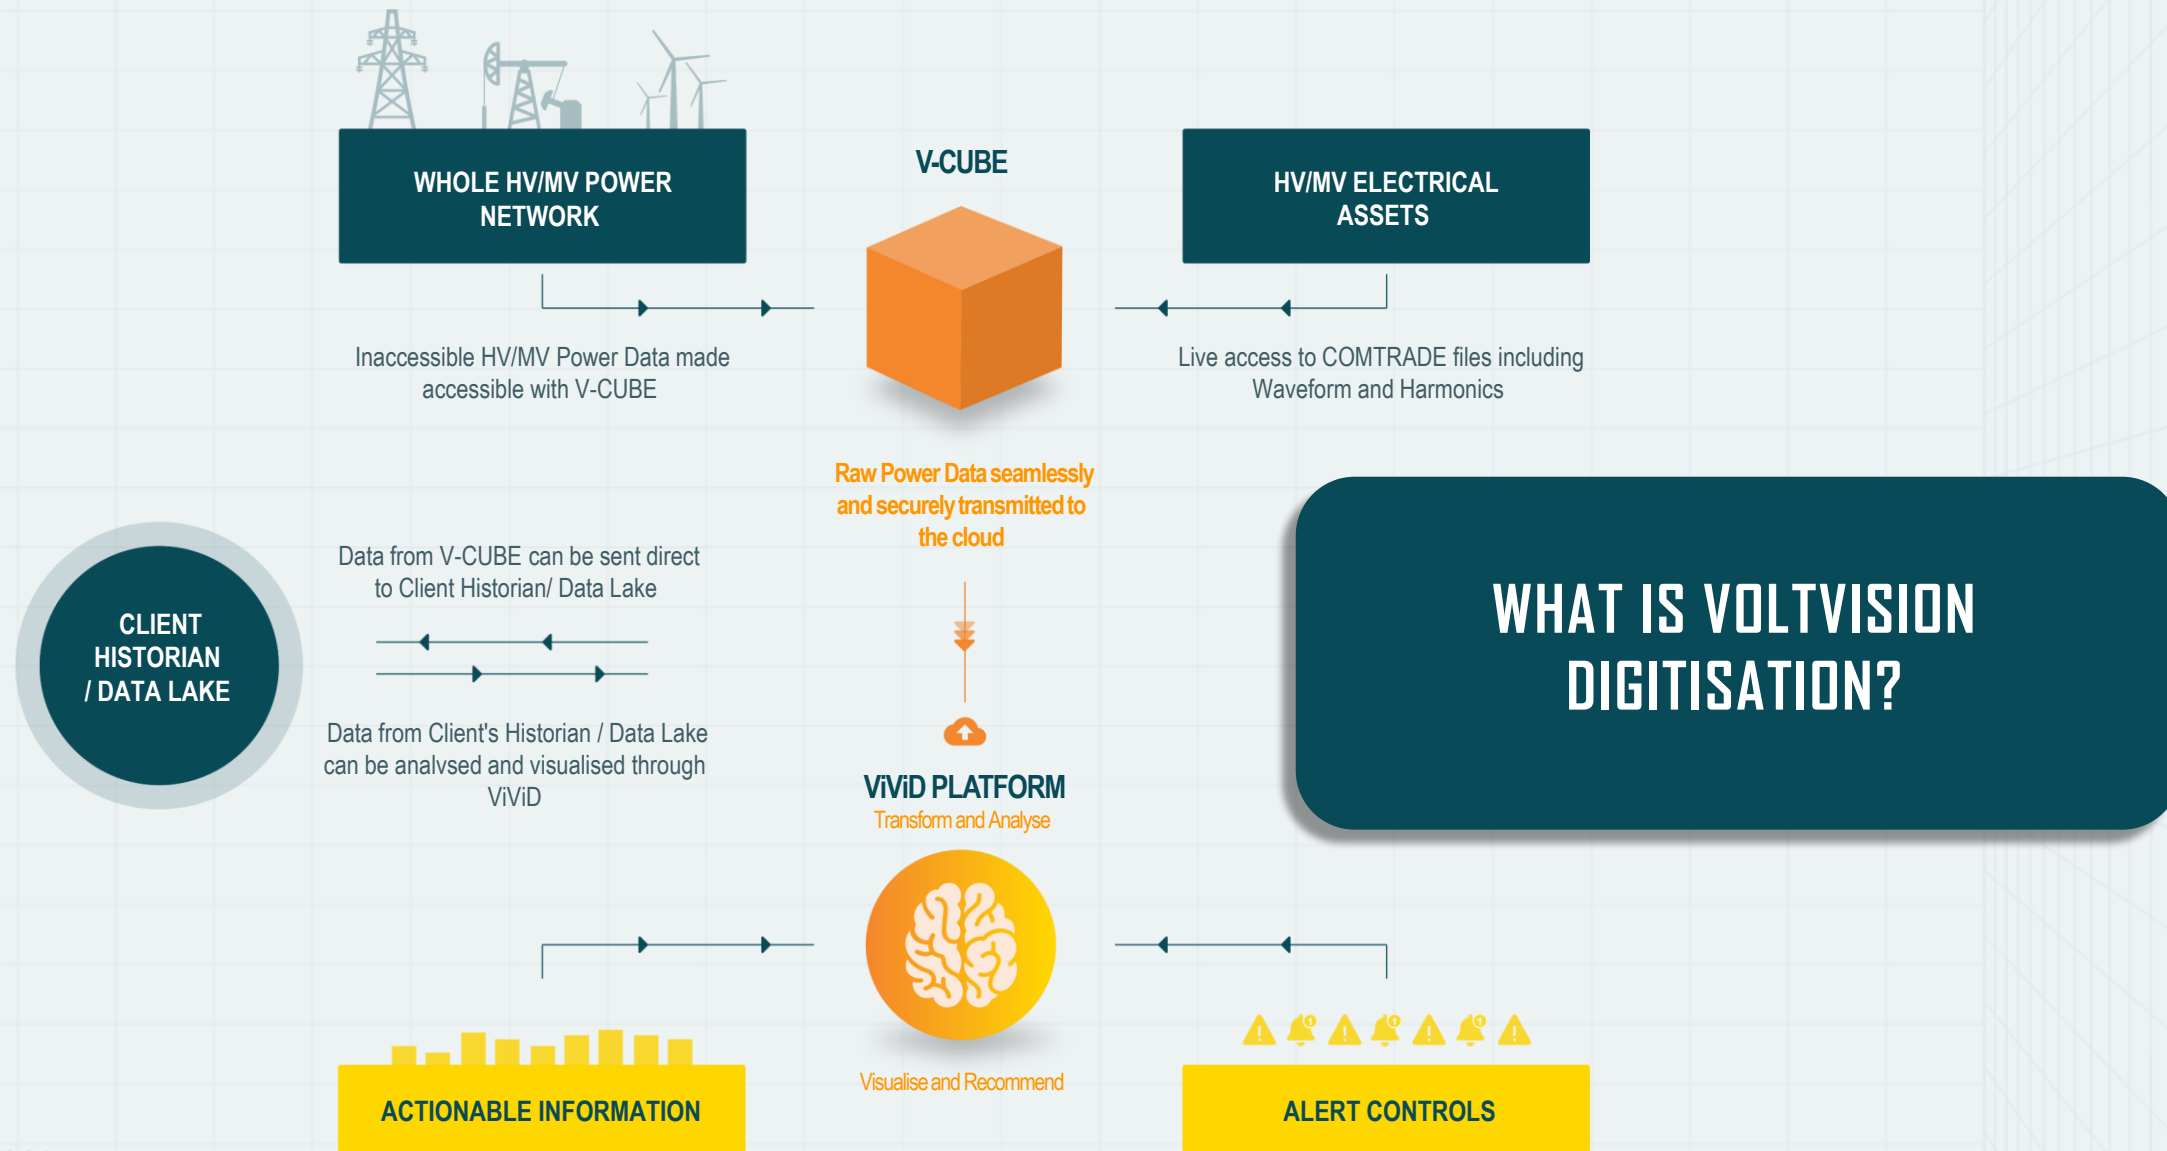 WHOLE HV/MV POWER
NETWORK
V-CUBE
HV/MV ELECTRICAL
ASSETS
Inaccessible HV/MV Power Data made
accessible with V-CUBE
Live access to COMTRADE files including
Waveform and Harmonics
Raw Power Data seamlessly
and securely transmitted to
the cloud
CLIENT
HISTORIAN
/ DATA LAKE
Data from V-CUBE can be sent direct
to Client Historian/ Data Lake
Data from Client's Historian / Data Lake
can be analvsed and visualised through
ViViD
WHAT IS VOLTVISION
DIGITISATION?
ViViD PLATFORM
Transform and Analyse
Visualise and Recommend
ACTIONABLE INFORMATION
ALERT CONTROLS